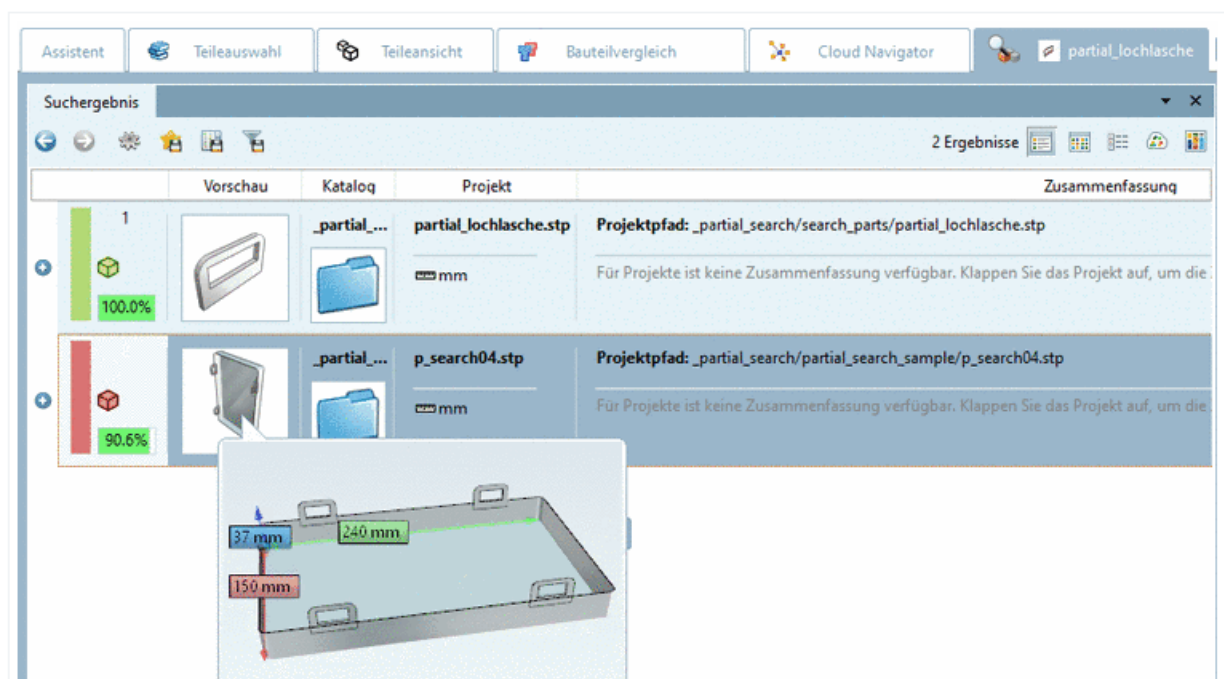 Assistent Teileauswahl Teileansicht Bauteilvergleich Cloud Navigator partial_lochlasche
Suchergebnis
2 Ergebnisse
Vorschau Katalog Projekt Zusammenfassung
1
_partial_... partial_lochlasche.stp Projektpfad: _partial_search/search_parts/partial_lochlasche.stp
mm Für Projekte ist keine Zusammenfassung verfügbar. Klappen Sie das Projekt auf, um die
100.0%
_partial_... p_search04.stp Projektpfad: _partial_search/partial_search_sample/p_search04.stp
mm Für Projekte ist keine Zusammenfassung verfügbar. Klappen Sie das Projekt auf, um die
90.6%
37 mm 240 mm
150 mm